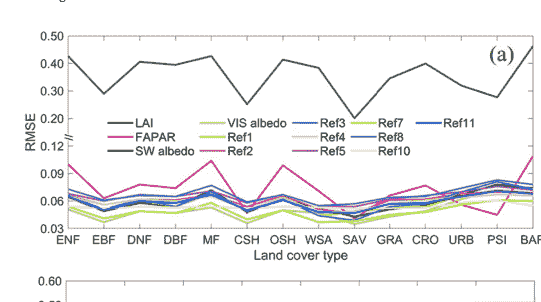 (a)
0.50
0.40
0.30
0.20
0.12
0.09
0.06
0.03
RMSE
LAI VIS albedo Ref3 Ref7 Ref11
FAPAR Ref1 Ref4 Ref8
SW albedo Ref2 Ref5 Ref10
ENF EBF DNF DBF MF CSH OSH WSA SAV GRA CRO URB PSI BAR
Land cover type
0.60